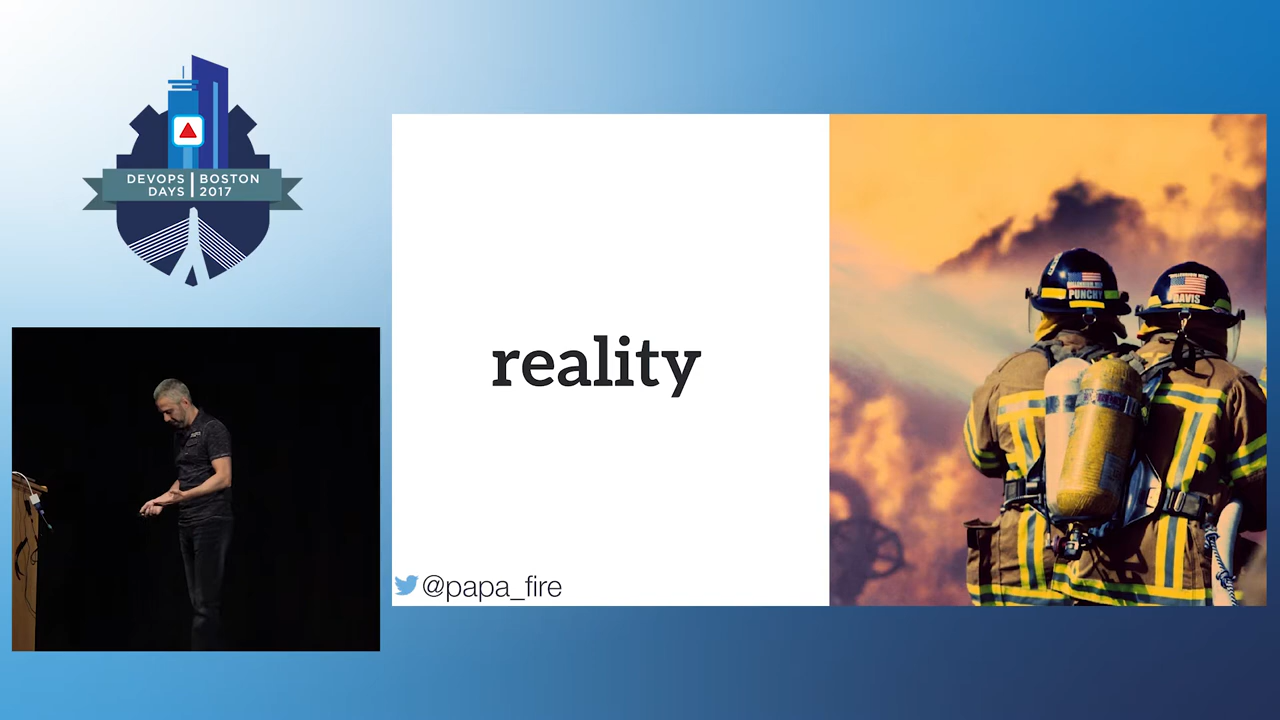 DEVOPS BOSTON
DAYS 2017
reality
@papa_fire
PUNCHY
DAVIS